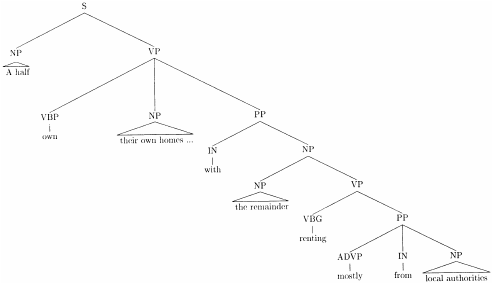 S
NP VP
A half
VBP NP PP
own their own homes ... IN NP
with
NP VP
the remainder VBG PP
renting
ADVP IN NP
mostly from local authorities